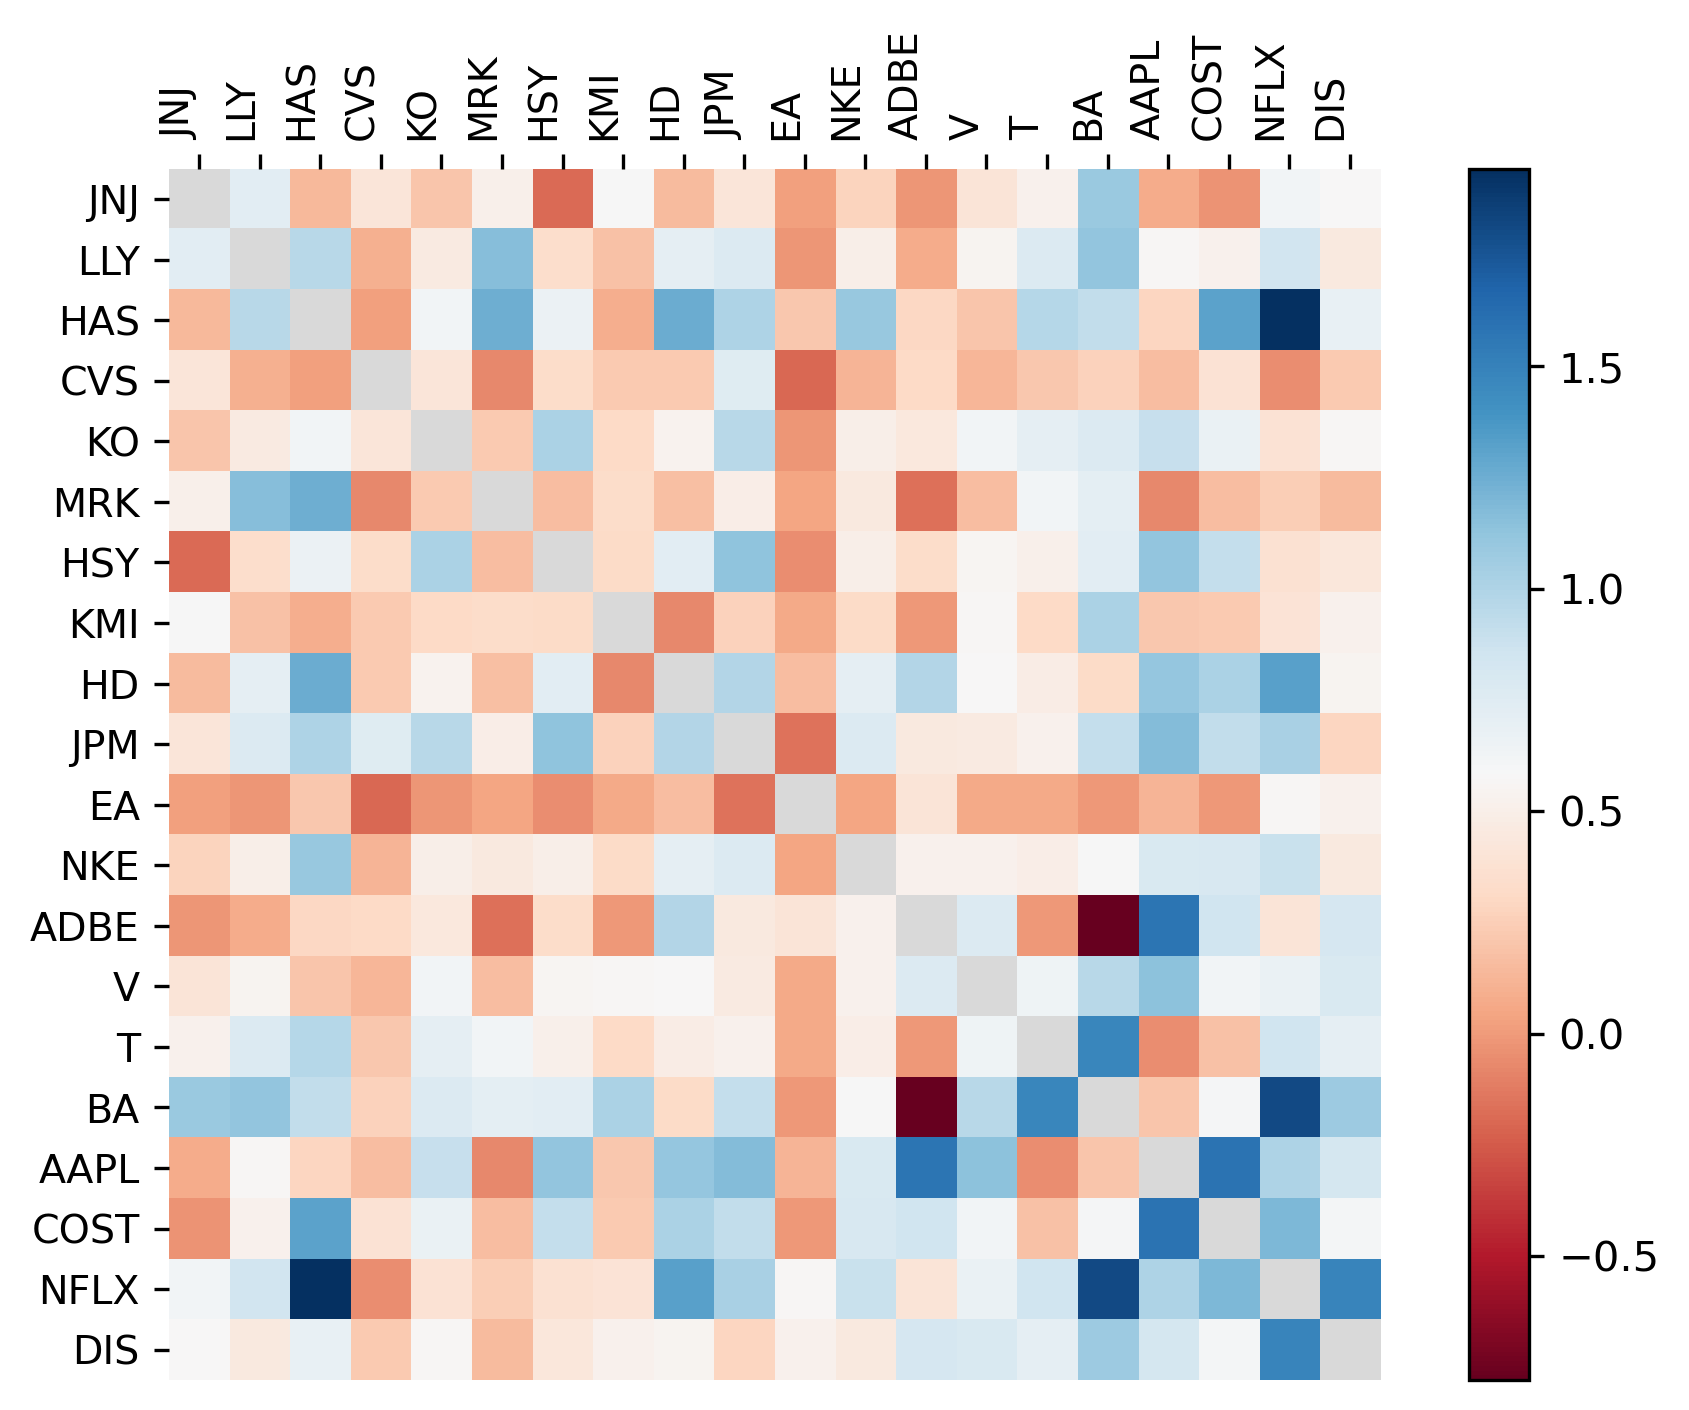 JNJ LLY HAS CVS KO MRK HSY KMI HD JPM EA NKE ADBE V T BA AAPL COST NFLX DIS
JNJ
LLY
HAS
CVS
KO
MRK
HSY
KMI
HD
JPM
EA
NKE
ADBE
V
T
BA
AAPL
COST
NFLX
DIS
1.5
1.0
0.5
0.0
−0.5